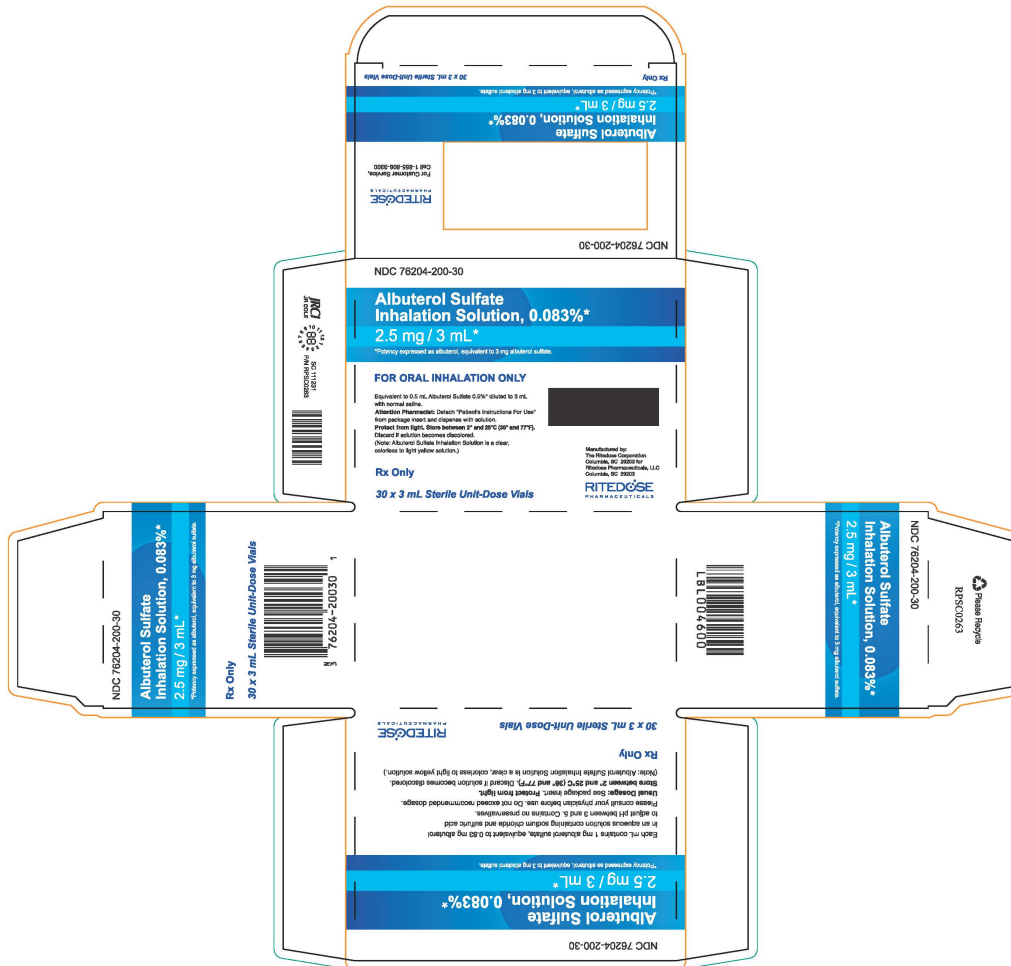 30 x 3 mL Sterile Unit-Dose Vials
Rx Only
*Potency expressed as albuterol, equivalent to 3 mg albuterol sulfate.
2.5 mg / 3 mL*
Albuterol Sulfate
Inhalation Solution, 0.083%*
For Customer Service,
Call 1-855-806-3300
RITEDOSE
PHARMACEUTICALS
NDC 76204-200-30
NDC 76204-200-30
Albuterol Sulfate
Inhalation Solution, 0.083%*
2.5 mg / 3 mL*
*Potency expressed as albuterol, equivalent to 3 mg albuterol sulfate.
FOR ORAL INHALATION ONLY
Equivalent to 0.5 mL Albuterol Sulfate 0.5%* diluted to 3 mL
with normal saline.
Attention Pharmacist: Detach "Patient's Instructions For Use"
from package insert and dispense with solution.
Protect from light. Store between 2° and 25°C (36° and 77°F).
Discard if solution becomes discolored.
(Note: Albuterol Sulfate Inhalation Solution is a clear,
colorless to light yellow solution.)
Rx Only
30 x 3 mL Sterile Unit-Dose Vials
Manufactured by:
The Ritedose Corporation
Columbia, SC 29203 for
Ritedose Pharmaceuticals, LLC
Columbia, SC 29203
RITEDOSE
PHARMACEUTICALS
JRCI
JR COLE
88
SC 111231
P/N RPSC0263
NDC 76204-200-30
Albuterol Sulfate
Inhalation Solution, 0.083%*
2.5 mg / 3 mL*
*Potency expressed as albuterol, equivalent to 3 mg albuterol sulfate.
Rx Only
30 x 3 mL Sterile Unit-Dose Vials
N3 76204-20030 1
LBL004600
*Potency expressed as albuterol, equivalent to 3 mg albuterol sulfate.
2.5 mg / 3 mL*
Albuterol Sulfate
Inhalation Solution, 0.083%*
NDC 76204-200-30
Please Recycle
RPSC0263
NDC 76204-200-30
Albuterol Sulfate
Inhalation Solution, 0.083%*
2.5 mg / 3 mL*
*Potency expressed as albuterol, equivalent to 3 mg albuterol sulfate.
Each mL contains 1 mg albuterol sulfate, equivalent to 0.83 mg albuterol
in an aqueous solution containing sodium chloride and sulfuric acid
to adjust pH between 3 and 5. Contains no preservatives.
Please consult your physician before use. Do not exceed recommended dosage.
Usual Dosage: See package insert. Protect from light.
Store between 2° and 25°C (36° and 77°F). Discard if solution becomes discolored.
(Note: Albuterol Sulfate Inhalation Solution is a clear, colorless to light yellow solution.)
Rx Only
30 x 3 mL Sterile Unit-Dose Vials
RITEDOSE
PHARMACEUTICALS